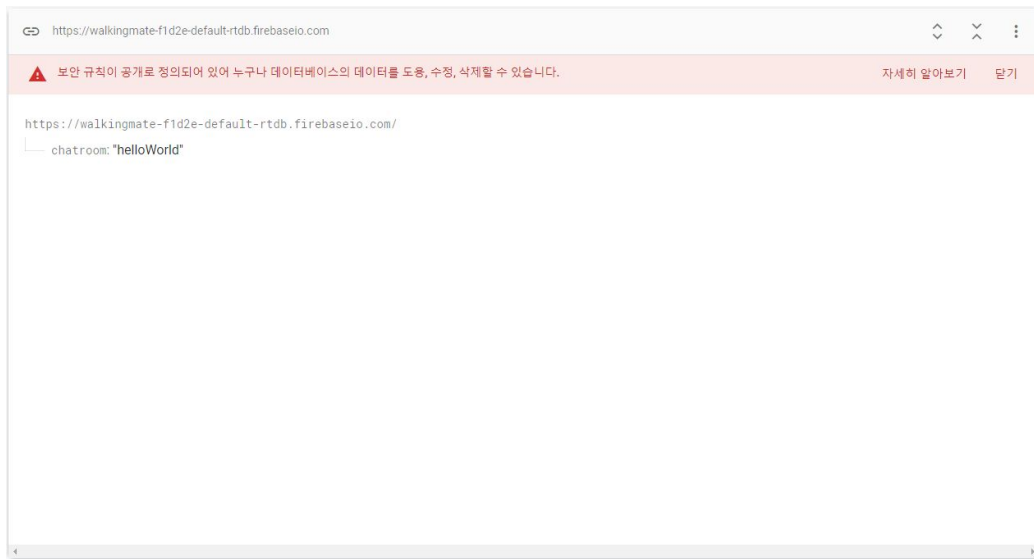 https://walkingmate-f1d2e-default-rtdb.firebaseio.com
보안 규칙이 공개로 정의되어 있어 누구나 데이터베이스의 데이터를 도용, 수정, 삭제할 수 있습니다. 자세히 알아보기 닫기
https://walkingmate-f1d2e-default-rtdb.firebaseio.com/
chatroom: "helloWorld"